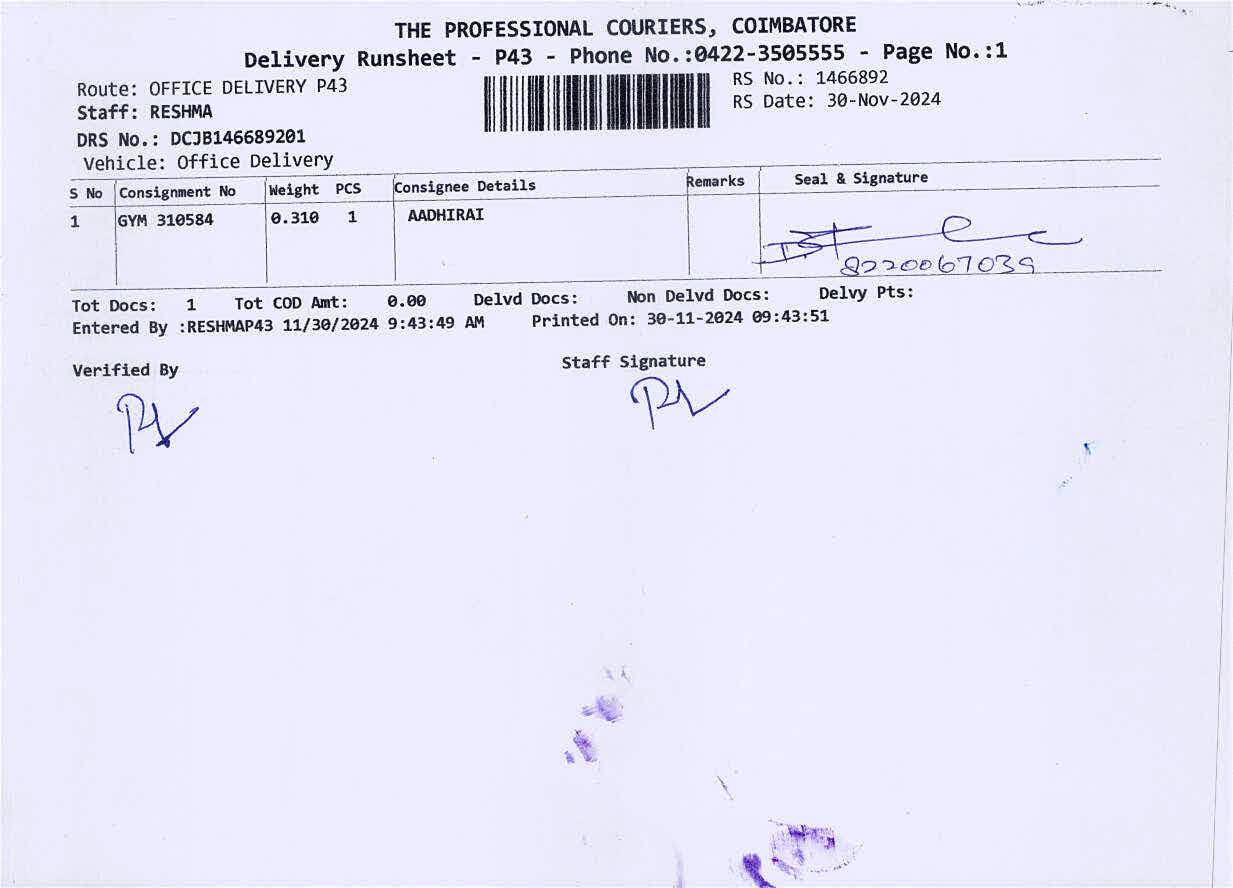 THE PROFESSIONAL COURIERS, COIMBATORE
Delivery Runsheet - P43 - Phone No.:0422-3505555 - Page No.:1
Route: OFFICE DELIVERY P43
RS No.: 1466892
Staff: RESHMA
RS Date: 30-Nov-2024
DRS No.: DCJB146689201
Vehicle: Office Delivery
S No Consignment No Weight PCS Consignee Details Remarks Seal & Signature
1 GYM 310584 0.310 1 AADHIRAI
8220067039
Tot Docs: 1 Tot COD Amt: 0.00 Delvd Docs: Non Delvd Docs: Delvy Pts:
Entered By :RESHMAP43 11/30/2024 9:43:49 AM Printed On: 30-11-2024 09:43:51
Verified By Staff Signature